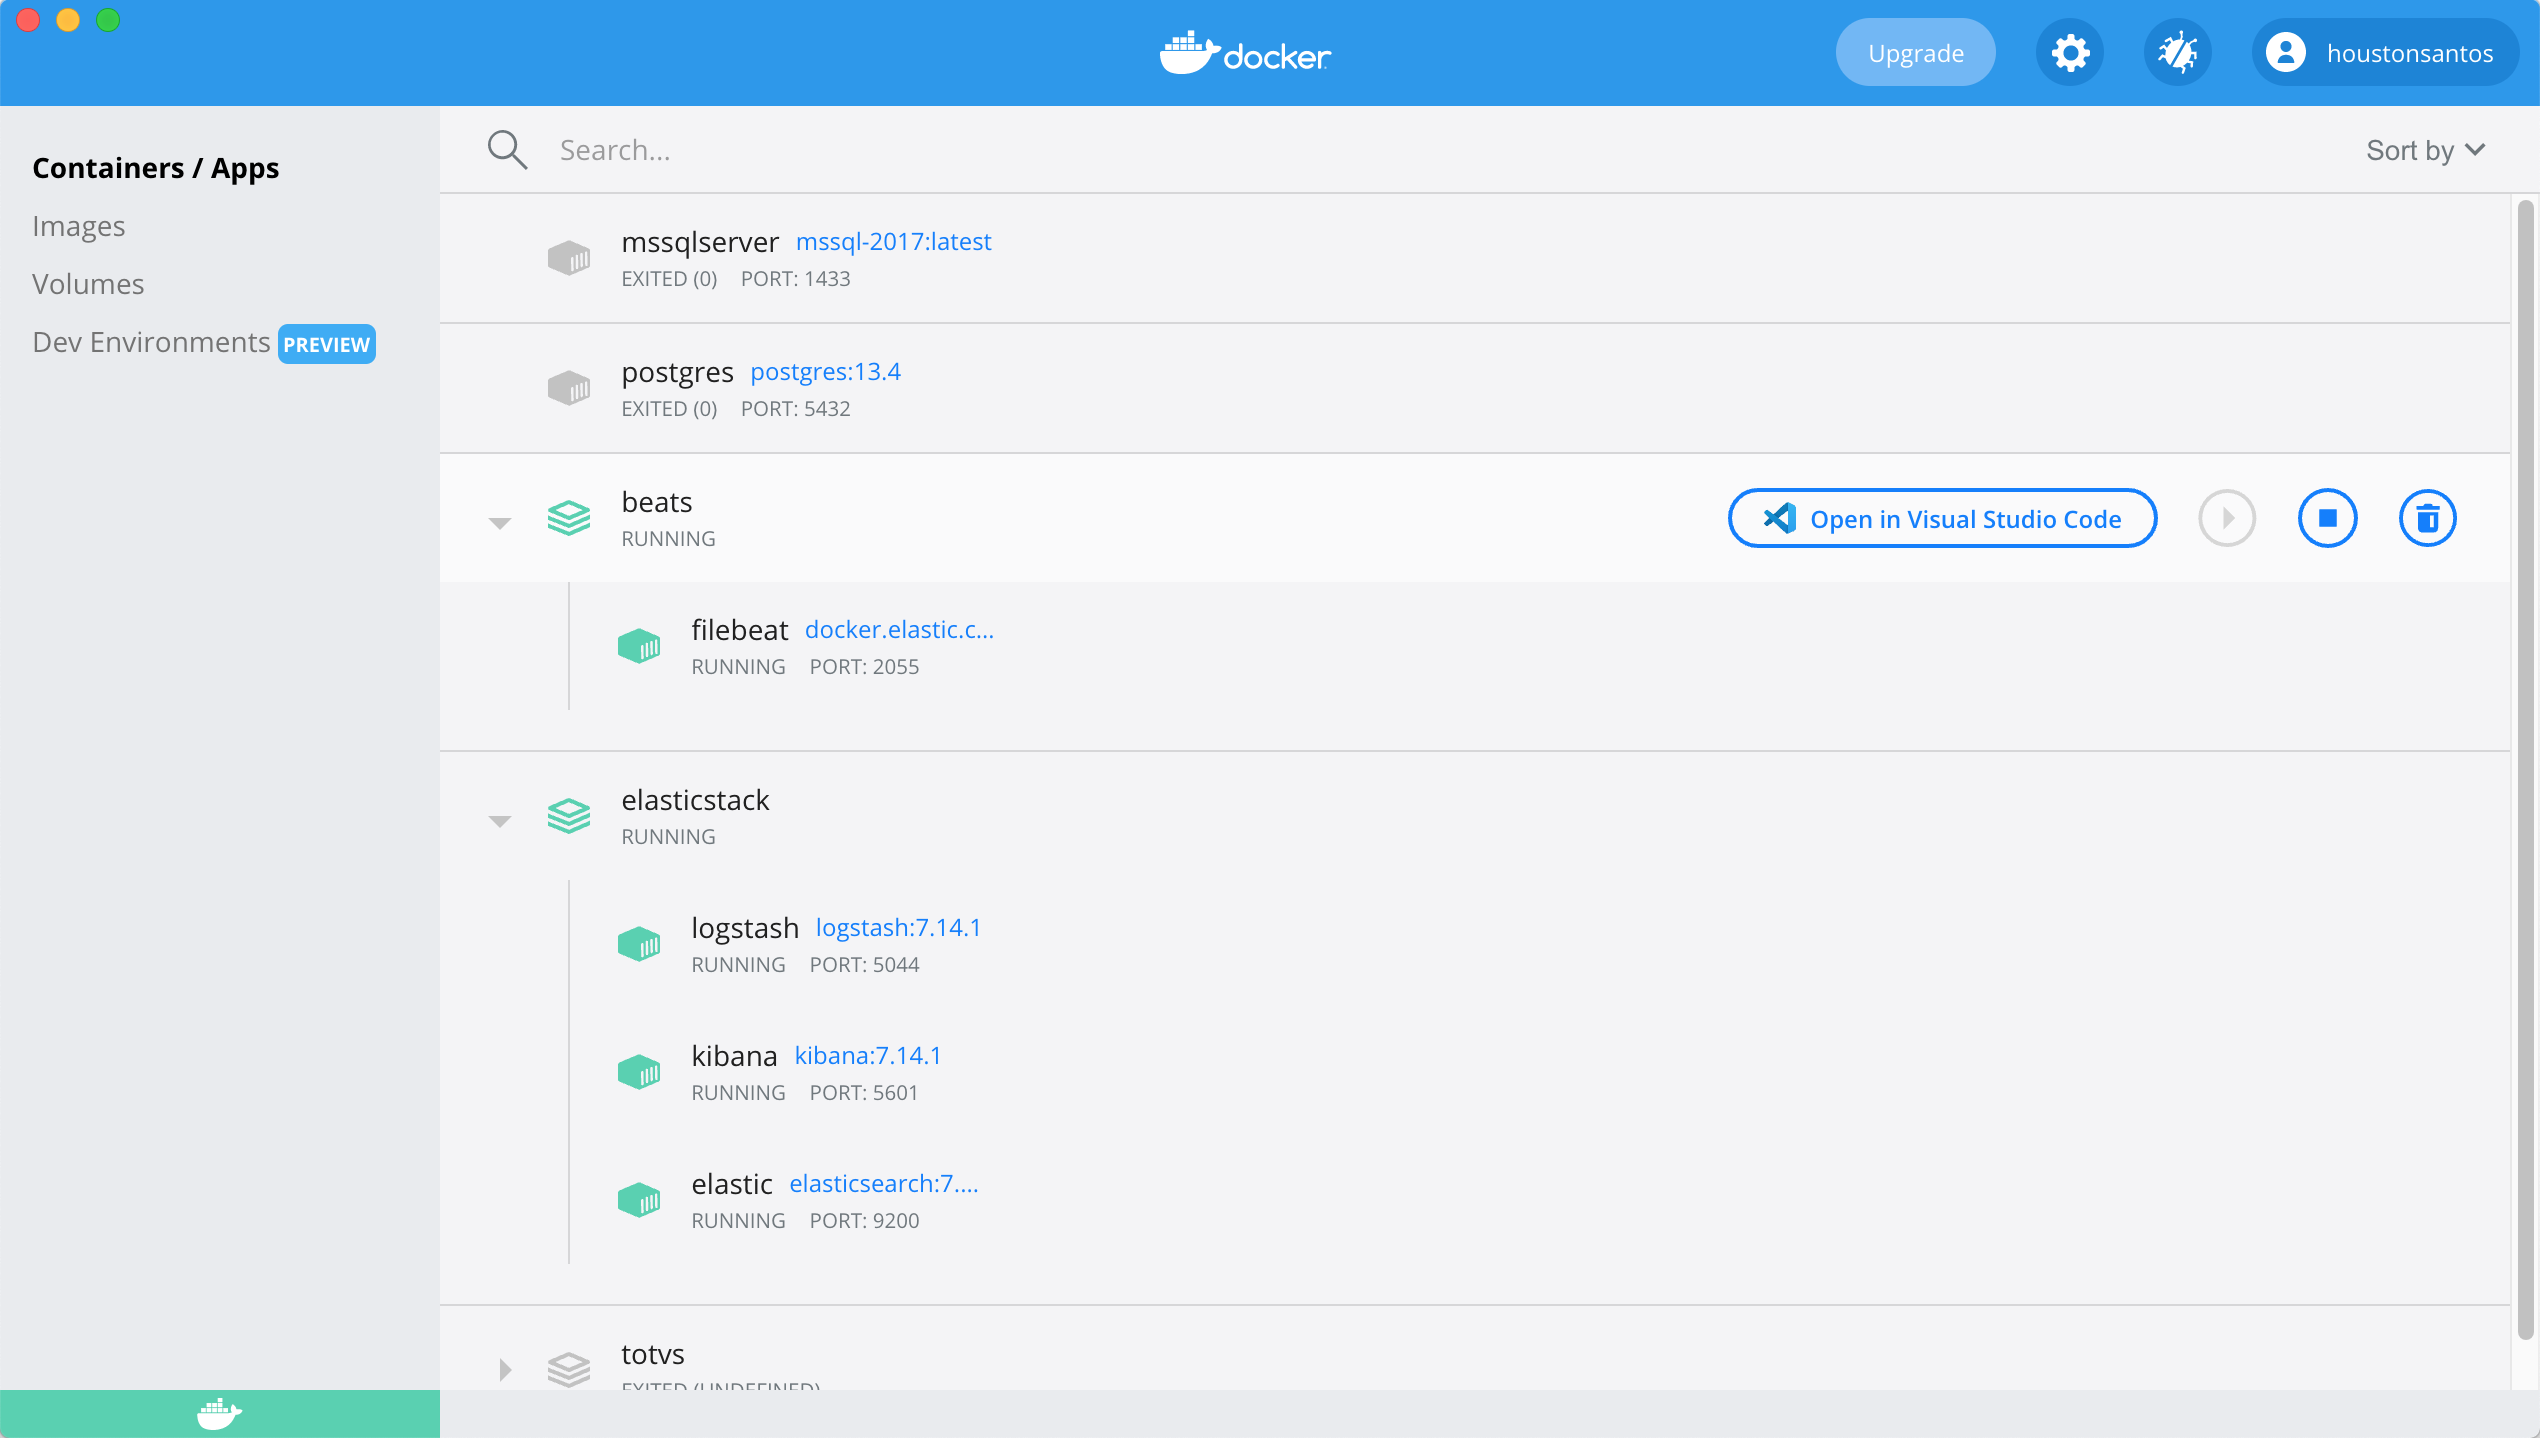 docker
Upgrade
houstonsantos
Containers / Apps
Images
Volumes
Dev Environments PREVIEW
Search...
Sort by
mssqlserver mssql-2017:latest
EXITED (0) PORT: 1433
postgres postgres:13.4
EXITED (0) PORT: 5432
beats
RUNNING
Open in Visual Studio Code
filebeat docker.elastic.c...
RUNNING PORT: 2055
elasticstack
RUNNING
logstash logstash:7.14.1
RUNNING PORT: 5044
kibana kibana:7.14.1
RUNNING PORT: 5601
elastic elasticsearch:7....
RUNNING PORT: 9200
totvs
EXITED (UNDEFINED)